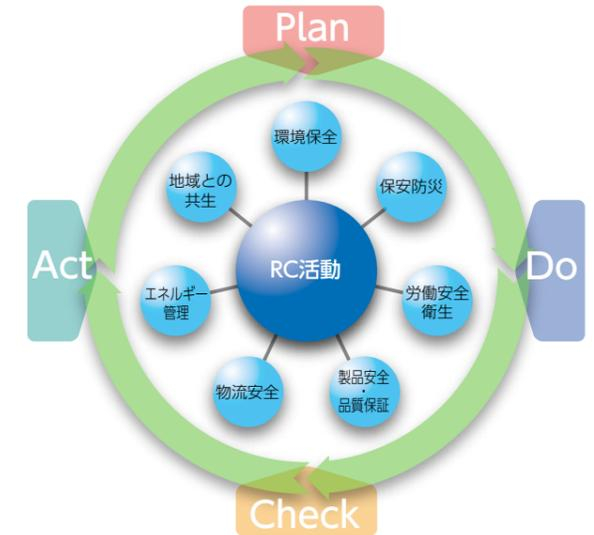 Plan
環境保全
地域との
共生
保安防災
Act
RC活動
Do
エネルギー
管理
労働安全
衛生
物流安全
製品安全
・
品質保証
Check